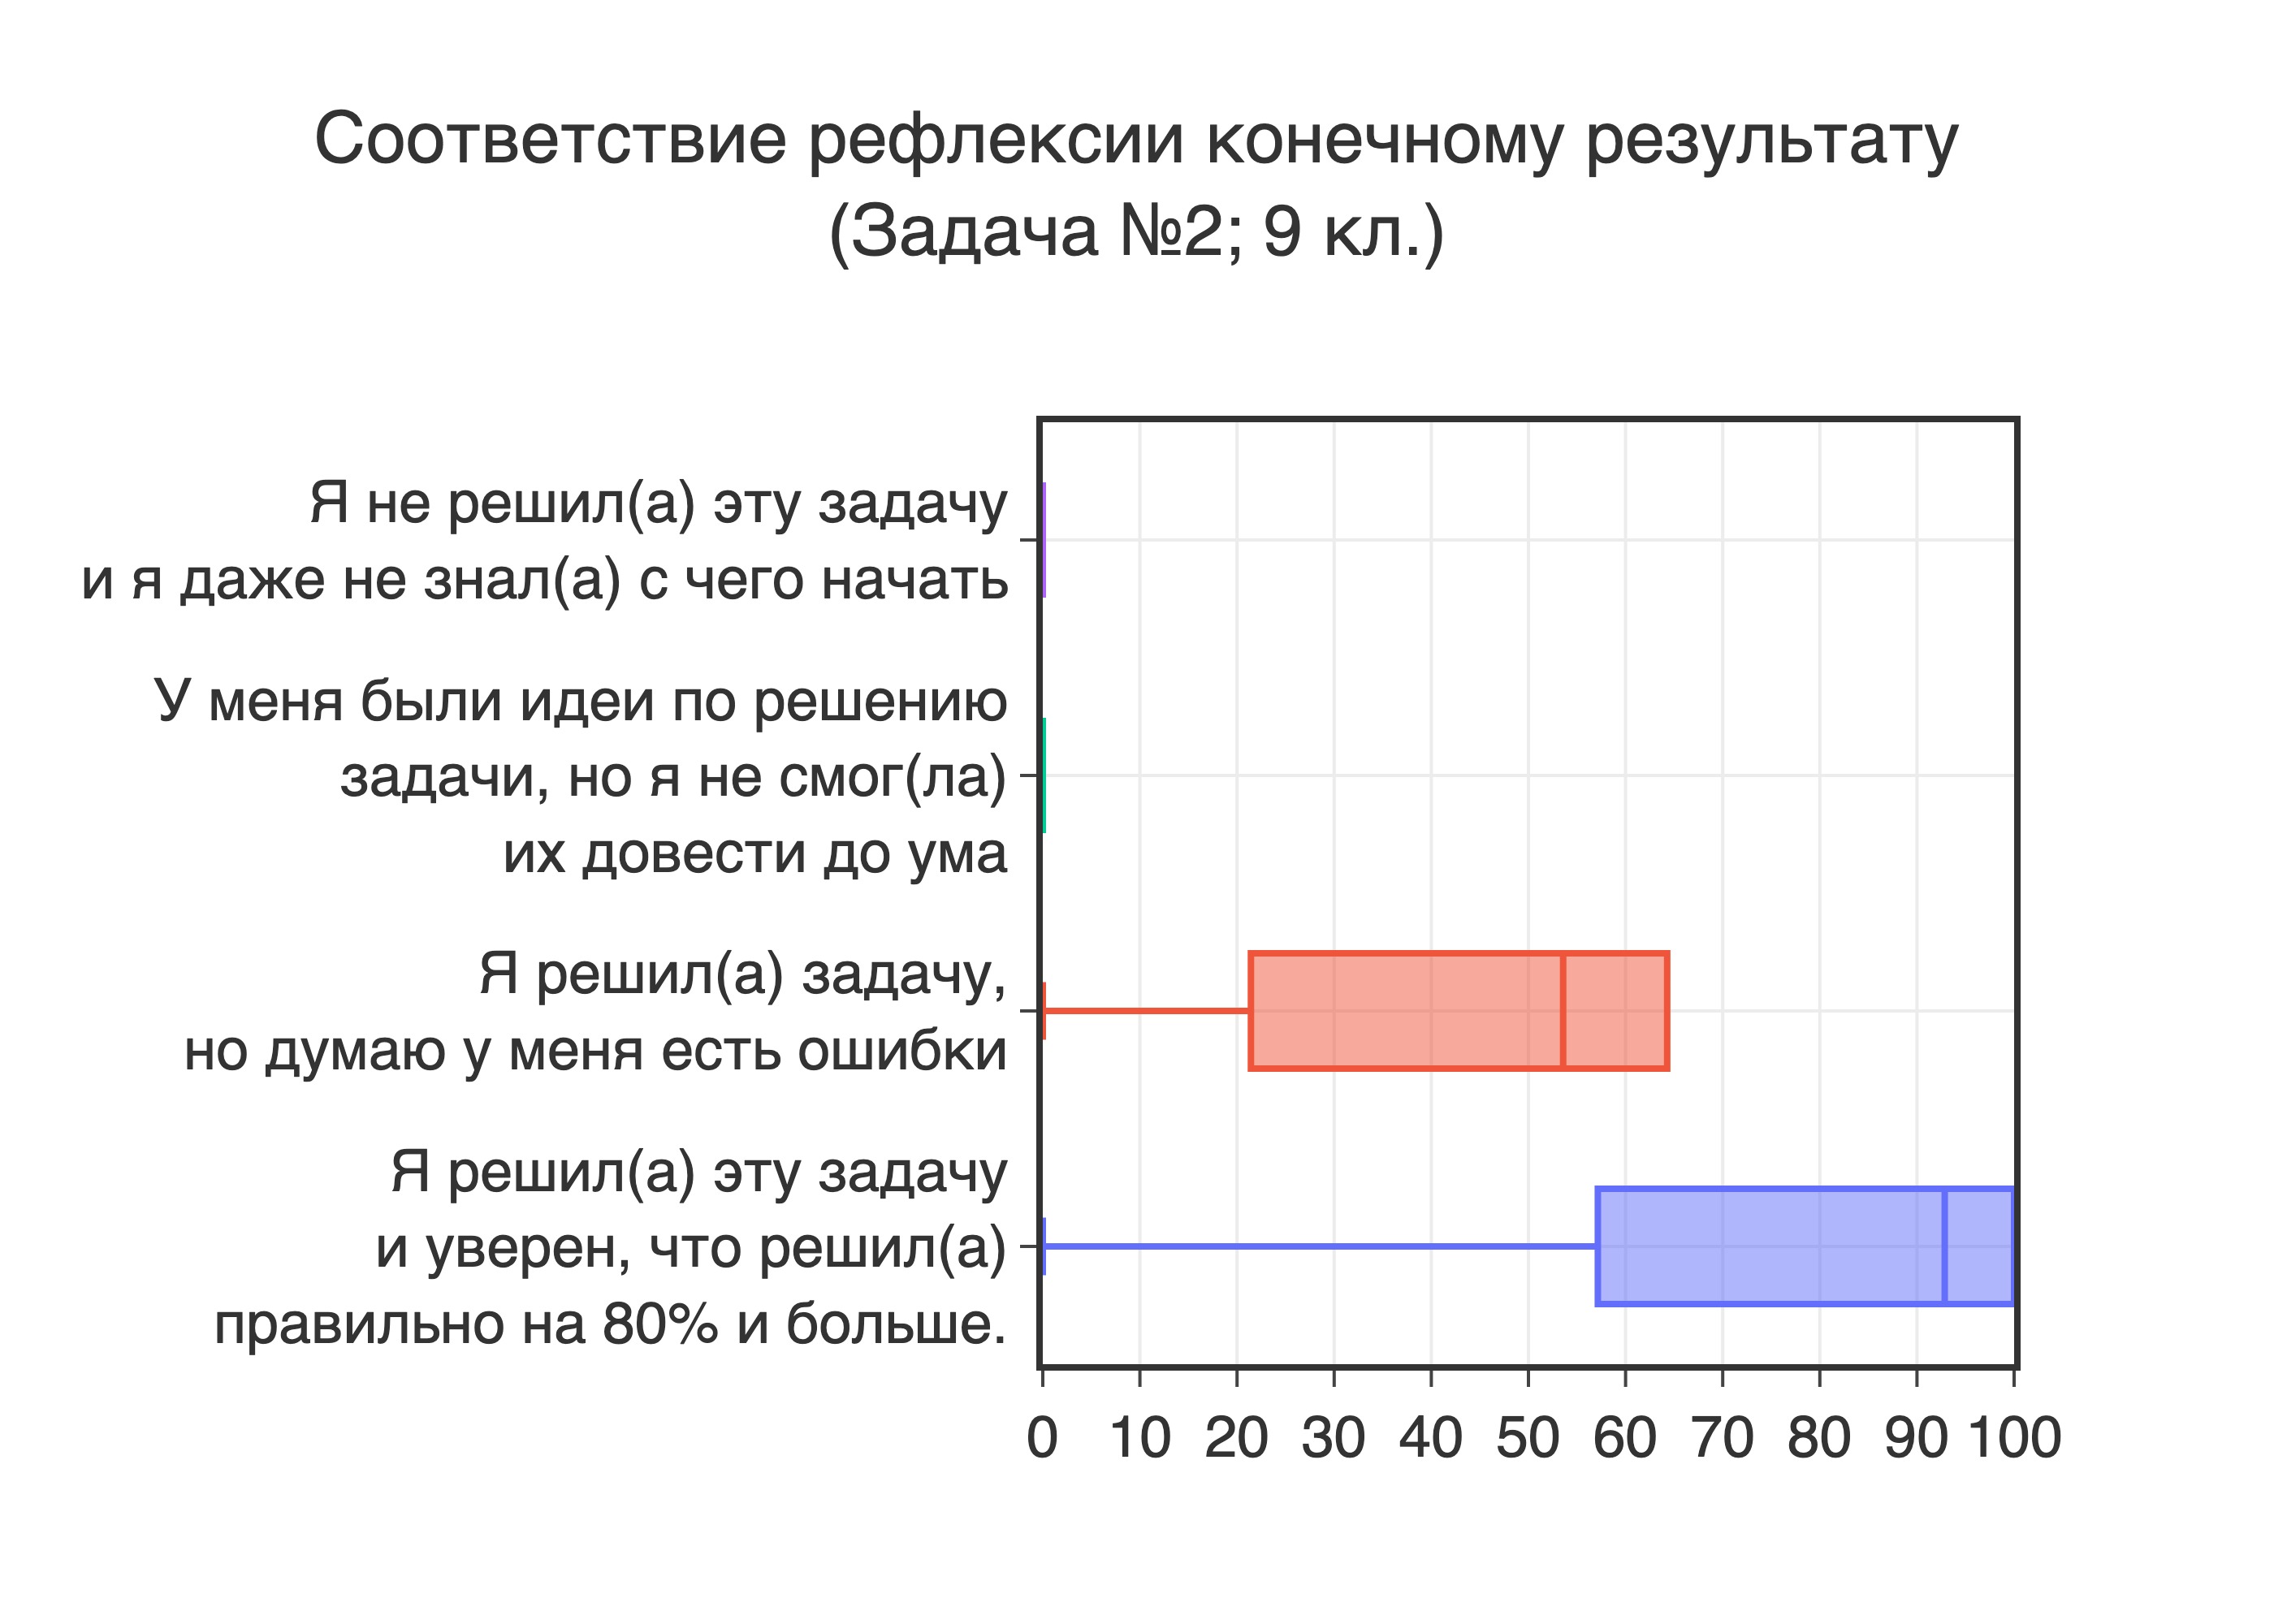 Соответствие рефлексии конечному результату
(Задача №2; 9 кл.)
Я не решил(а) эту задачу
и я даже не знал(а) с чего начать
У меня были идеи по решению
задачи, но я не смог(ла)
их довести до ума
Я решил(а) задачу,
но думаю у меня есть ошибки
Я решил(а) эту задачу
и уверен, что решил(а)
правильно на 80% и больше.
0 10 20 30 40 50 60 70 80 90 100